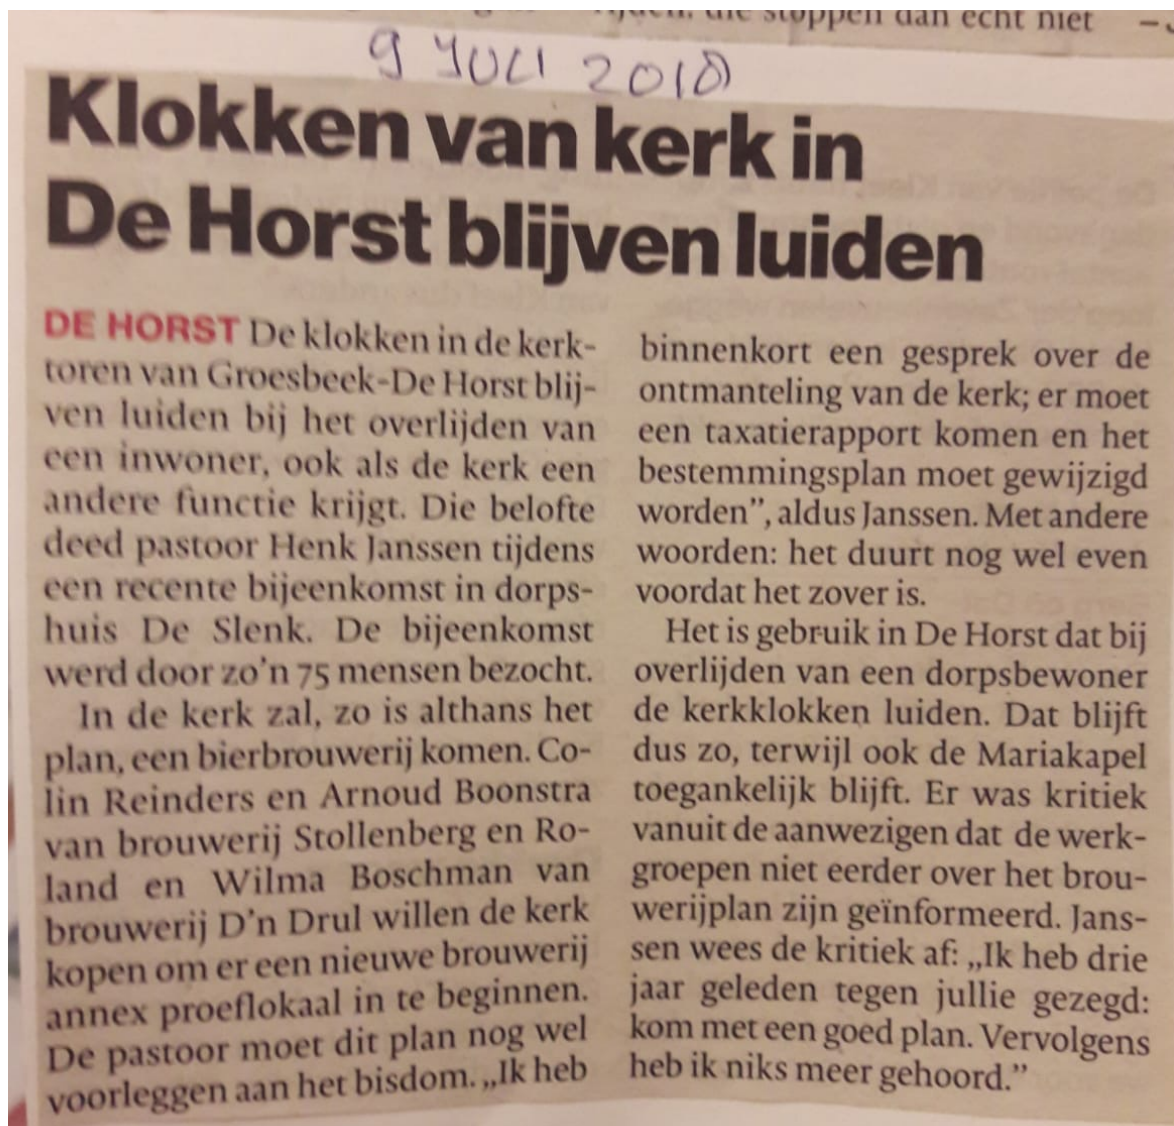 stoppen dan echt niet
9 JULI 2018
Klokken van kerk in
De Horst blijven luiden
DE HORST De klokken in de kerk-
toren van Groesbeek-De Horst blij-
ven luiden bij het overlijden van
een inwoner, ook als de kerk een
andere functie krijgt. Die belofte
deed pastoor Henk Janssen tijdens
een recente bijeenkomst in dorps-
huis De Slenk. De bijeenkomst
werd door zo'n 75 mensen bezocht.
In de kerk zal, zo is althans het
plan, een bierbrouwerij komen. Co-
lin Reinders en Arnoud Boonstra
van brouwerij Stollenberg en Ro-
land en Wilma Boschman van
brouwerij D'n Drul willen de kerk
kopen om er een nieuwe brouwerij
annex proeflokaal in te beginnen.
De pastoor moet dit plan nog wel
voorleggen aan het bisdom. „Ik heb
binnenkort een gesprek over de
ontmanteling van de kerk; er moet
een taxatierapport komen en het
bestemmingsplan moet gewijzigd
worden”, aldus Janssen. Met andere
woorden: het duurt nog wel even
voordat het zover is.
Het is gebruik in De Horst dat bij
overlijden van een dorpsbewoner
de kerkklokken luiden. Dat blijft
dus zo, terwijl ook de Mariakapel
toegankelijk blijft. Er was kritiek
vanuit de aanwezigen dat de werk-
groepen niet eerder over het brou-
werijplan zijn geïnformeerd. Jans-
sen wees de kritiek af: „Ik heb drie
jaar geleden tegen jullie gezegd:
kom met een goed plan. Vervolgens
heb ik niks meer gehoord.”